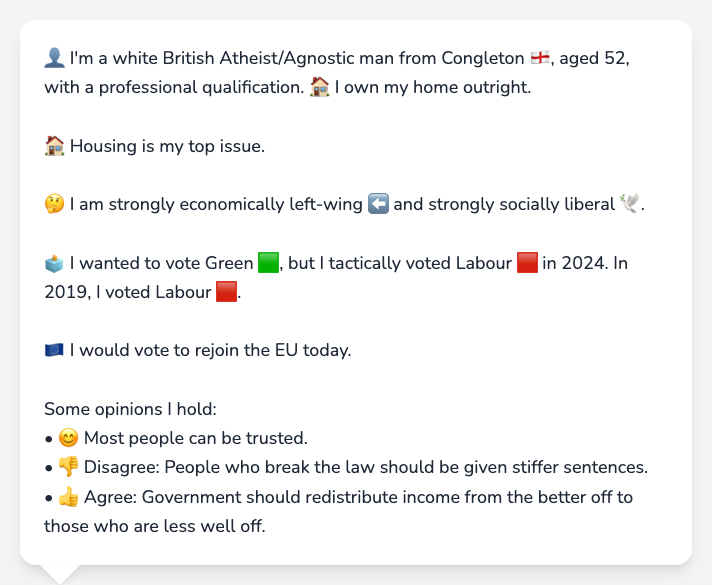 👤 I'm a white British Atheist/Agnostic man from Congleton 🏴󠁧󠁢󠁥󠁮󠁧󠁿, aged 52,
with a professional qualification. 🏠 I own my home outright.
🏠 Housing is my top issue.
🤔 I am strongly economically left-wing ⬅️ and strongly socially liberal 🕊️.
🗳️ I wanted to vote Green 🟩, but I tactically voted Labour 🟥 in 2024. In
2019, I voted Labour 🟥.
🇪🇺 I would vote to rejoin the EU today.
Some opinions I hold:
• 😊 Most people can be trusted.
• 👎 Disagree: People who break the law should be given stiffer sentences.
• 👍 Agree: Government should redistribute income from the better off to
those who are less well off.